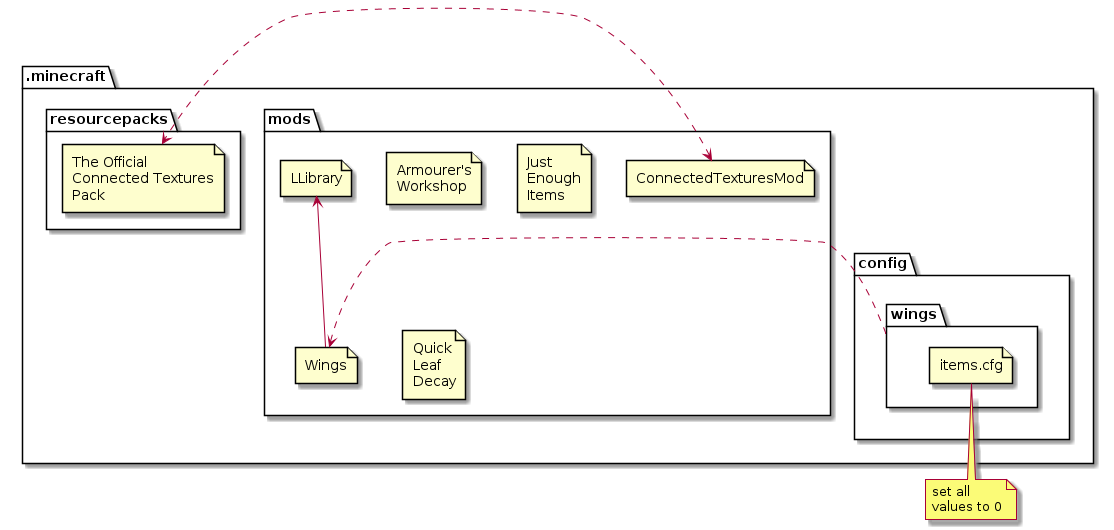 .minecraft
resourcepacks
The Official
Connected Textures
Pack
mods
LLibrary
Armourer's
Workshop
Just
Enough
Items
ConnectedTexturesMod
Wings
Quick
Leaf
Decay
config
wings
items.cfg
set all
values to 0